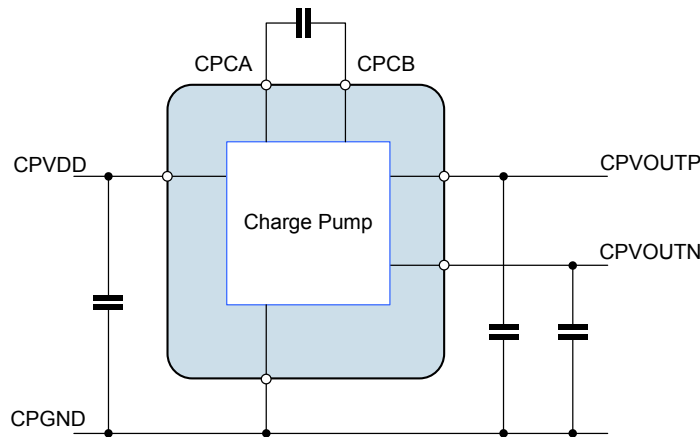 CPCA
CPCB
CPVDD
CPVOUTP
Charge Pump
CPVOUTN
CPGND